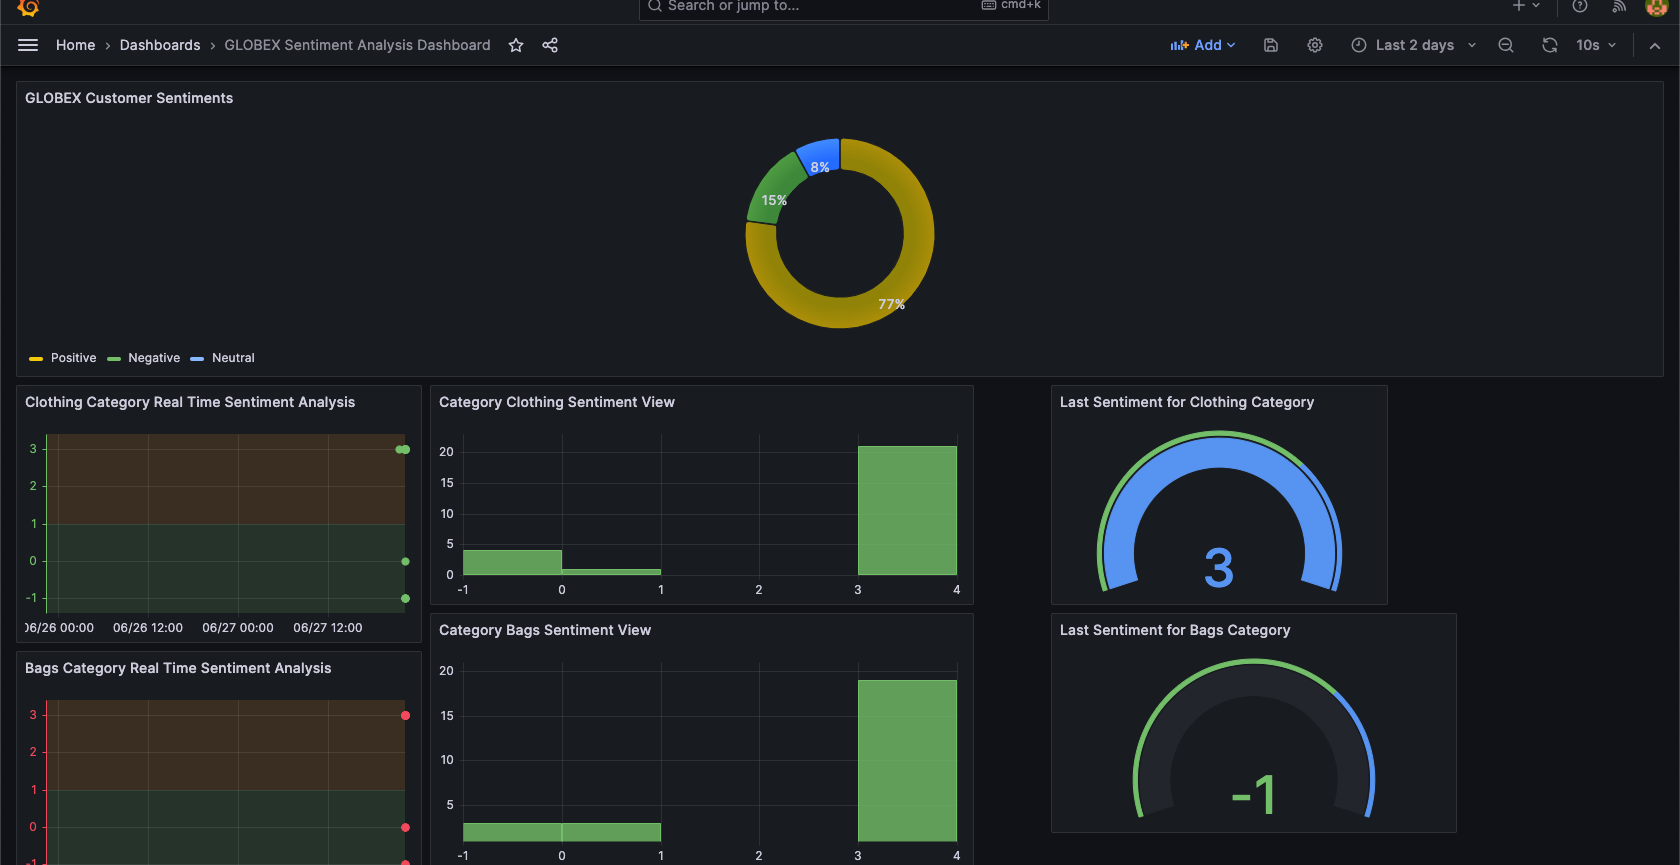 Search or jump to...
cmd+k
Home › Dashboards › GLOBEX Sentiment Analysis Dashboard
Add
Last 2 days
10s
GLOBEX Customer Sentiments
8%
15%
77%
Positive Negative Neutral
Clothing Category Real Time Sentiment Analysis
3
2
1
0
-1
06/26 00:00 06/26 12:00 06/27 00:00 06/27 12:00
Category Clothing Sentiment View
20
15
10
5
0
-1 0 1 2 3 4
Last Sentiment for Clothing Category
3
Bags Category Real Time Sentiment Analysis
3
2
1
0
-1
Category Bags Sentiment View
20
15
10
5
-1 0 1 2 3 4
Last Sentiment for Bags Category
-1